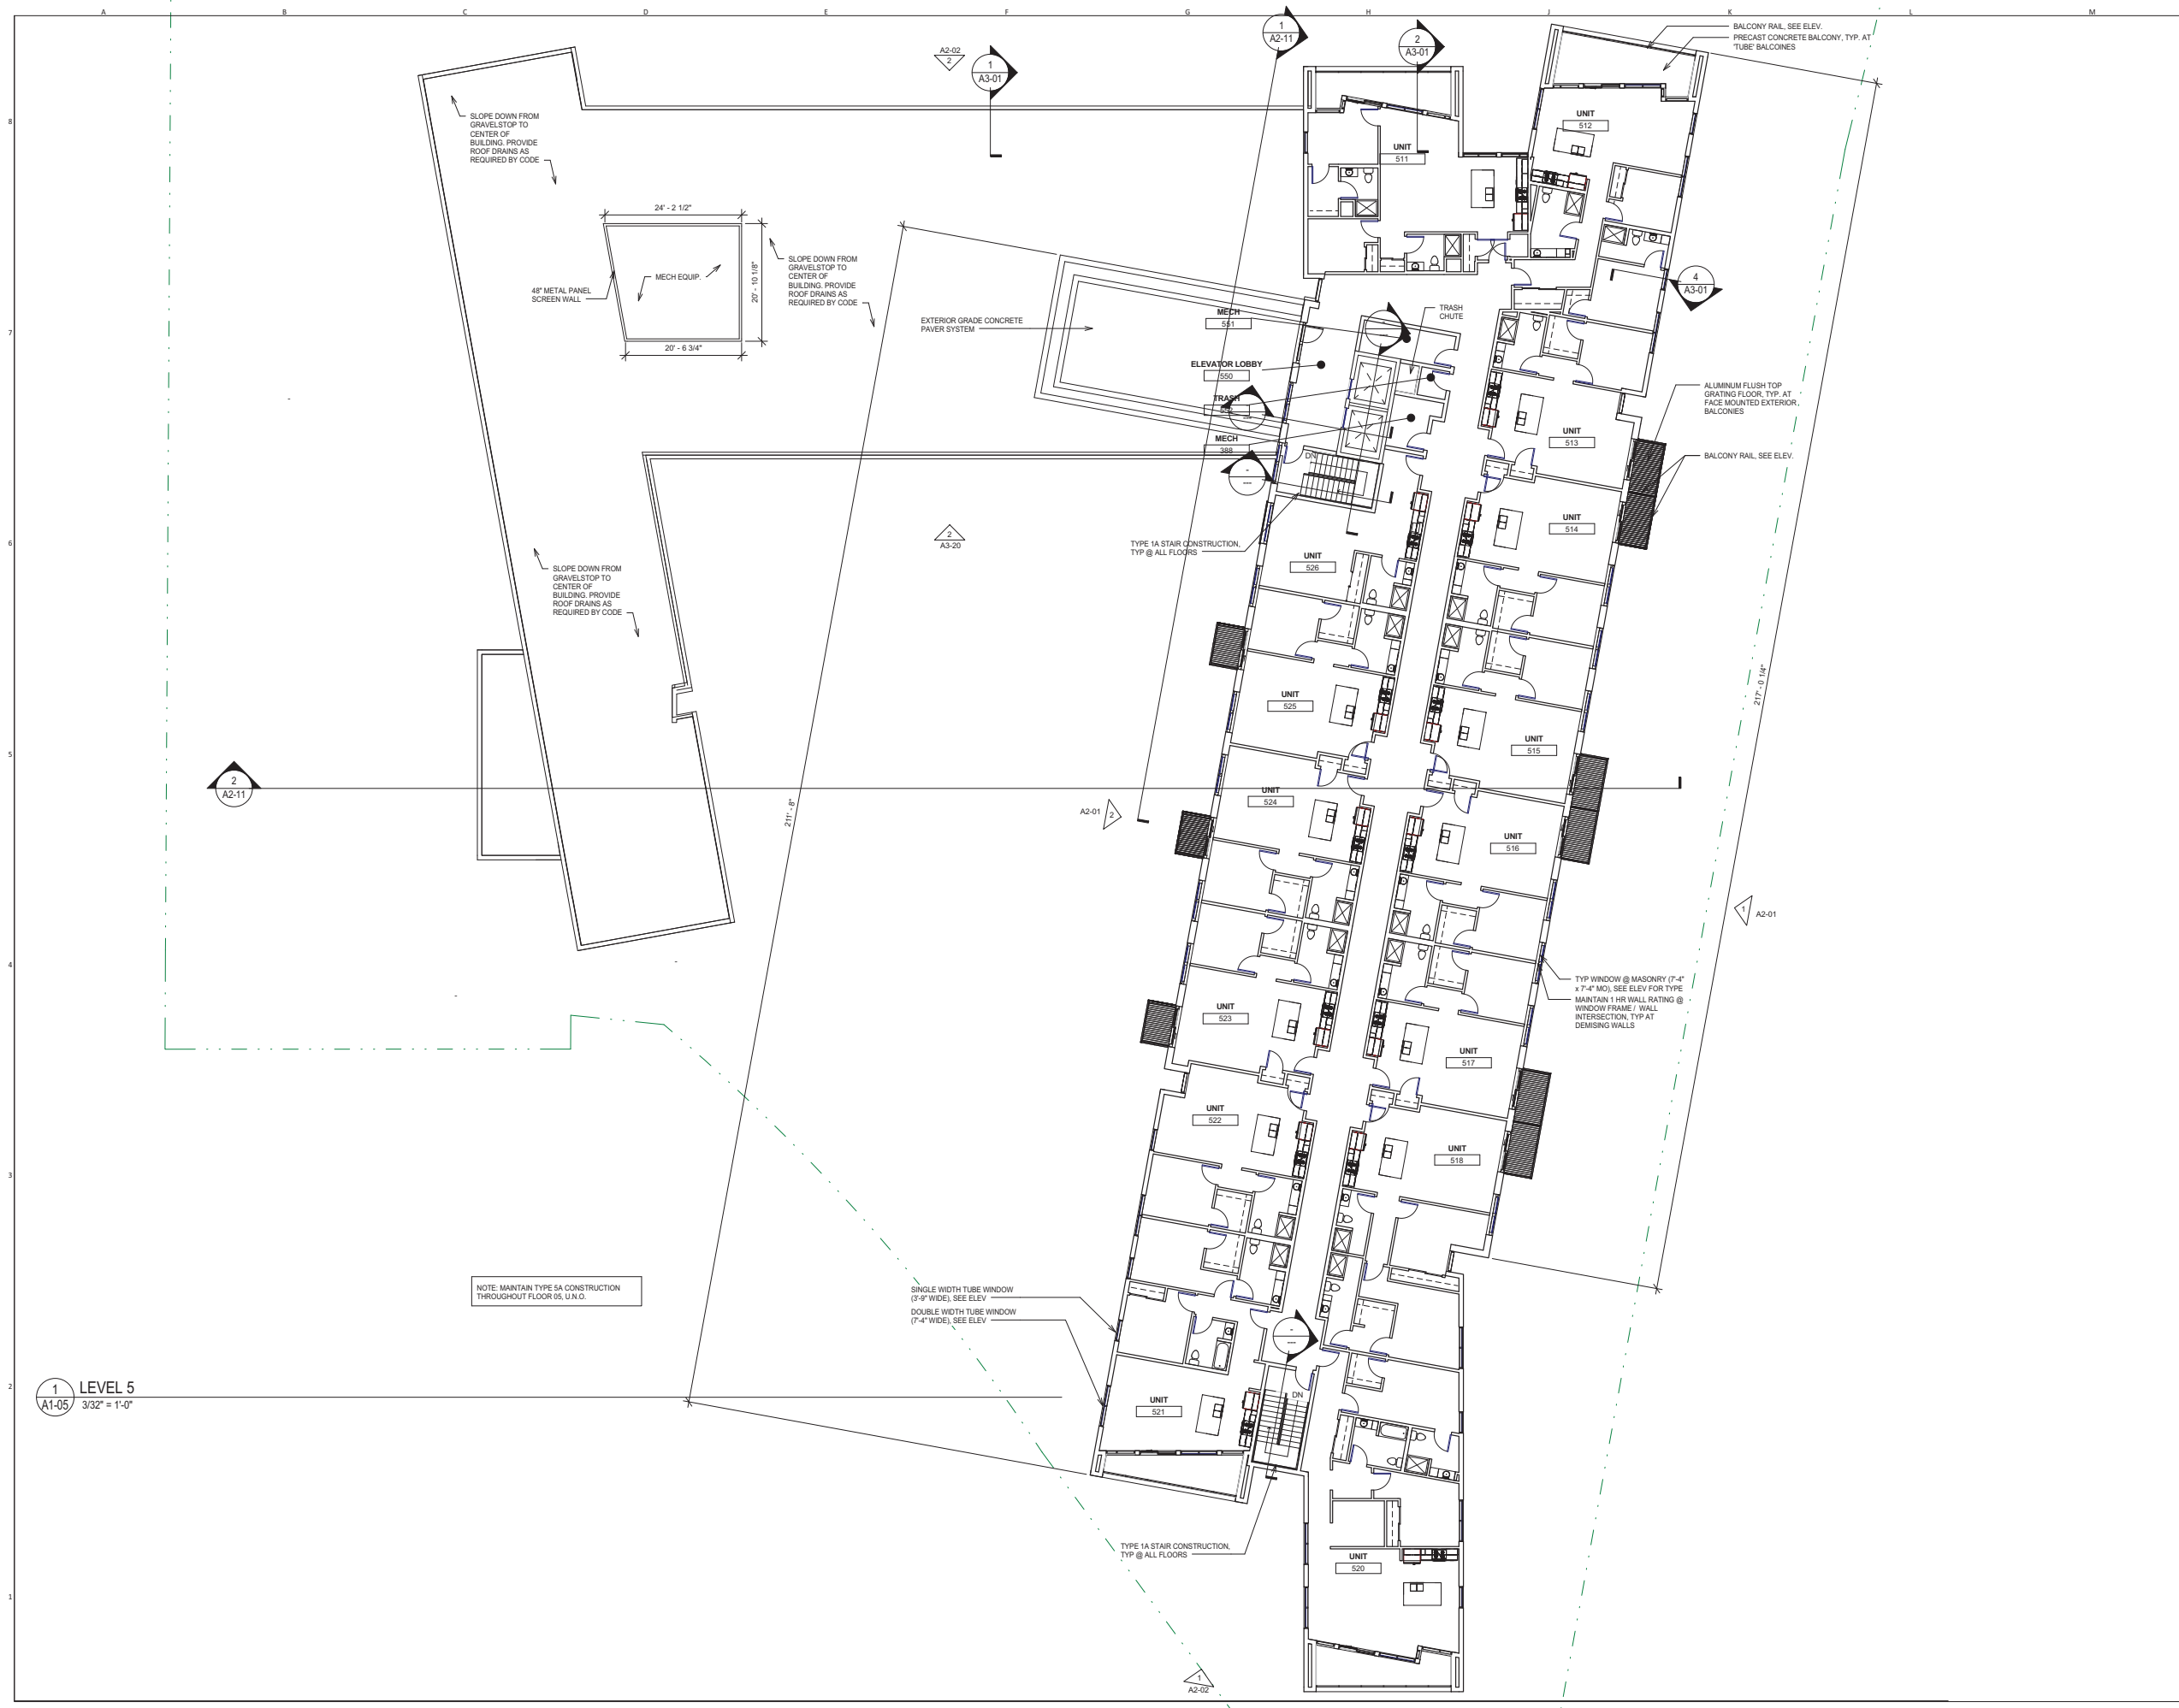 A
B
C
D
E
F
G
H
J
K
L
M
8
7
6
5
4
3
2
1
A2-02
2
1
A3-01
1
A2-11
2
A3-01
BALCONY RAIL, SEE ELEV.
PRECAST CONCRETE BALCONY, TYP. AT
'TUBE' BALCOINES
SLOPE DOWN FROM
GRAVELSTOP TO
CENTER OF
BUILDING. PROVIDE
ROOF DRAINS AS
REQUIRED BY CODE
UNIT
512
UNIT
511
24' - 2 1/2"
MECH EQUIP.
20' - 10 1/8"
48" METAL PANEL
SCREEN WALL
20' - 6 3/4"
SLOPE DOWN FROM
GRAVELSTOP TO
CENTER OF
BUILDING. PROVIDE
ROOF DRAINS AS
REQUIRED BY CODE
4
A3-01
EXTERIOR GRADE CONCRETE
PAVER SYSTEM
MECH
551
TRASH
CHUTE
ELEVATOR LOBBY
550
TRASH
MECH
388
DN
-
---
ALUMINUM FLUSH TOP
GRATING FLOOR, TYP. AT
FACE MOUNTED EXTERIOR
BALCONIES
UNIT
513
BALCONY RAIL, SEE ELEV.
UNIT
514
2
A3-20
TYPE 1A STAIR CONSTRUCTION,
TYP @ ALL FLOORS
UNIT
526
SLOPE DOWN FROM
GRAVELSTOP TO
CENTER OF
BUILDING. PROVIDE
ROOF DRAINS AS
REQUIRED BY CODE
UNIT
525
217' - 0 1/4"
UNIT
515
2
A2-11
211' - 8"
UNIT
524
A2-01
2
UNIT
516
1
A2-01
TYP WINDOW @ MASONRY (7'-4"
x 7'-4" MO), SEE ELEV FOR TYPE
MAINTAIN 1 HR WALL RATING @
WINDOW FRAME / WALL
INTERSECTION, TYP AT
DEMISING WALLS
UNIT
523
UNIT
517
UNIT
522
UNIT
518
NOTE: MAINTAIN TYPE 5A CONSTRUCTION
THROUGHOUT FLOOR 05, U.N.O.
SINGLE WIDTH TUBE WINDOW
(3'-9" WIDE), SEE ELEV
DOUBLE WIDTH TUBE WINDOW
(7'-4" WIDE), SEE ELEV
-
---
1
A1-05
LEVEL 5
3/32" = 1'-0"
UNIT
521
DN
TYPE 1A STAIR CONSTRUCTION,
TYP @ ALL FLOORS
UNIT
520
1
A2-02